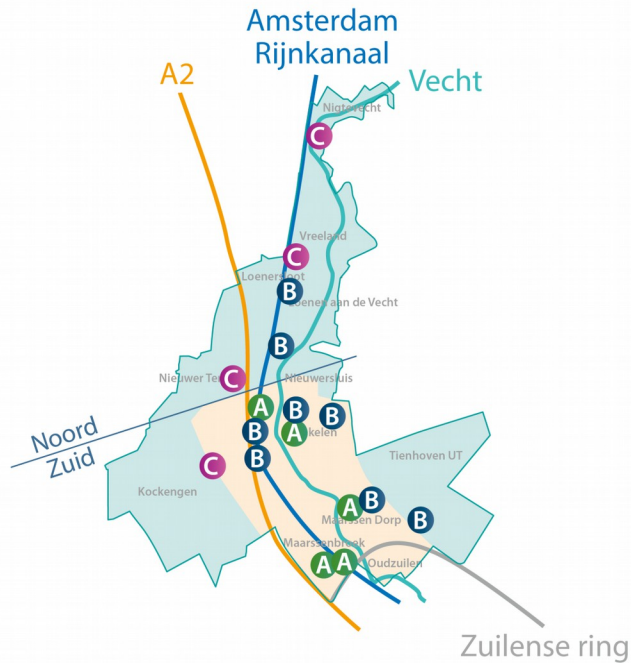 Amsterdam
Rijnkanaal
A2
Vecht
Nigtevecht
C
Vreeland
C
Loenersloot
B
Loenen aan de Vecht
B
Nieuwer Ter
C
Nieuwersluis
A
B
B
Noord
Zuid
B
A
kelen
B
C
Tienhoven UT
Kockengen
A
B
B
Maarssen Dorp
Maarssenbroek
A
A
Oudzuilen
Zuilense ring